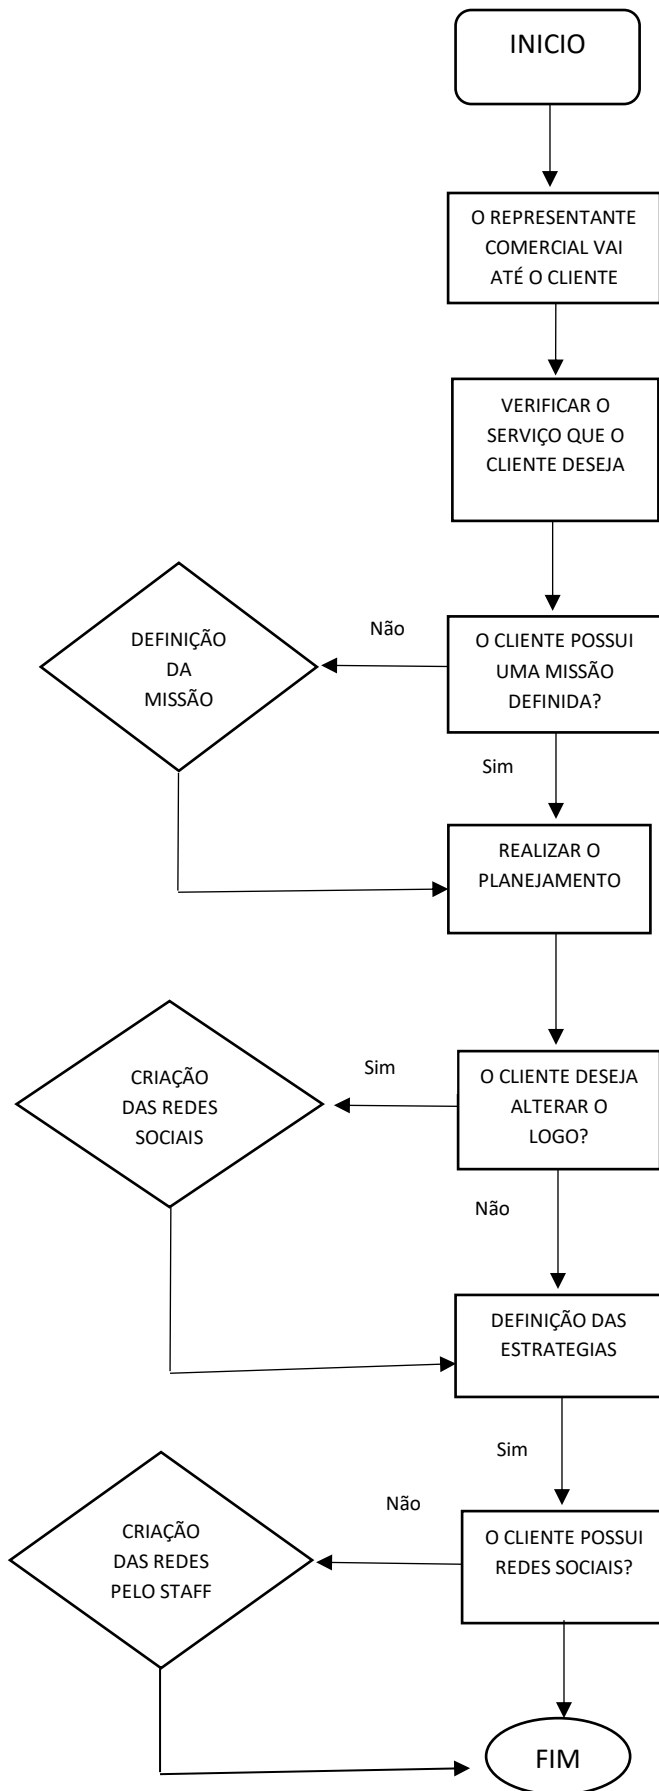 INICIO
O REPRESENTANTE
COMERCIAL VAI
ATÉ O CLIENTE
VERIFICAR O
SERVIÇO QUE O
CLIENTE DESEJA
O CLIENTE POSSUI
UMA MISSÃO
DEFINIDA?
Não
DEFINIÇÃO
DA
MISSÃO
Sim
REALIZAR O
PLANEJAMENTO
O CLIENTE DESEJA
ALTERAR O
LOGO?
Sim
CRIAÇÃO
DAS REDES
SOCIAIS
Não
DEFINIÇÃO DAS
ESTRATEGIAS
Sim
O CLIENTE POSSUI
REDES SOCIAIS?
Não
CRIAÇÃO
DAS REDES
PELO STAFF
FIM